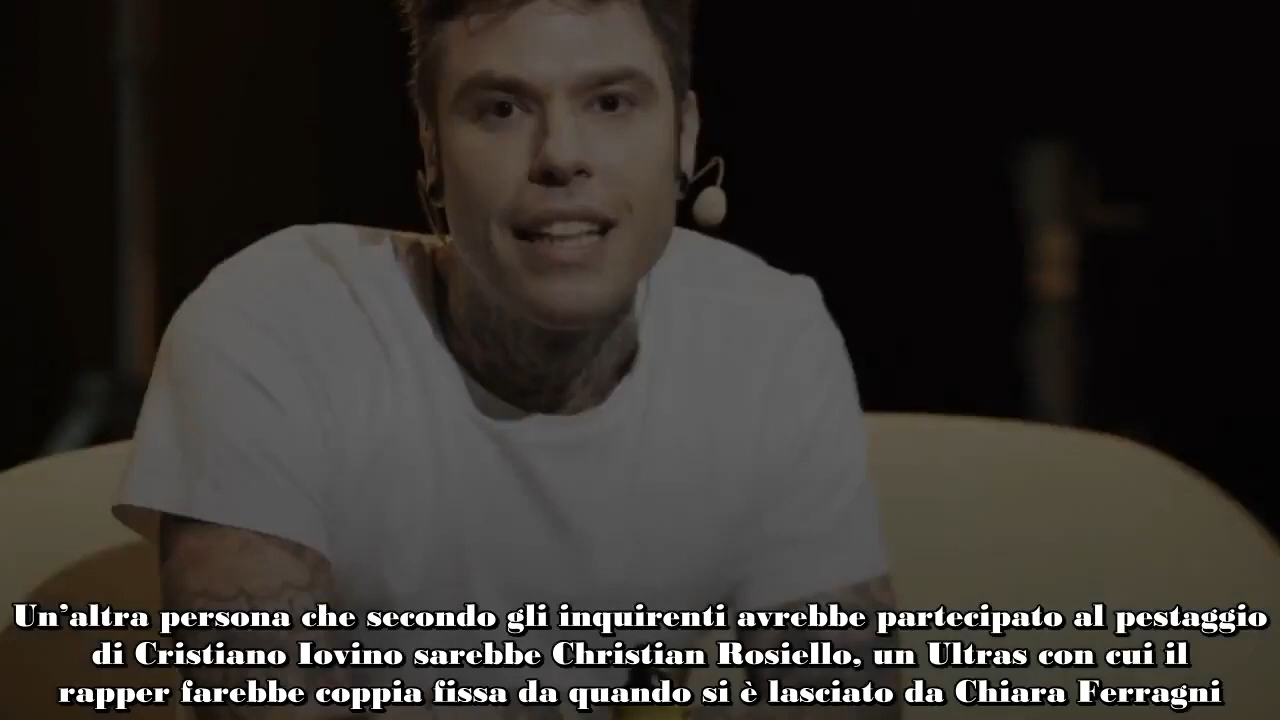 Un’altra persona che secondo gli inquirenti avrebbe partecipato al pestaggio
di Cristiano Iovino sarebbe Christian Rosiello, un Ultras con cui il
rapper farebbe coppia fissa da quando si è lasciato da Chiara Ferragni